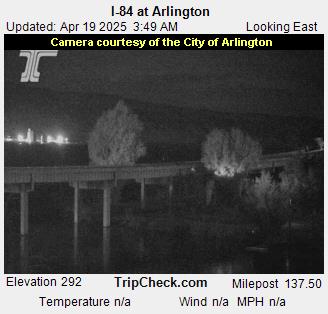 I-84 at Arlington
Updated: Apr 19 2025 3:49 AM Looking East
Camera courtesy of the City of Arlington
Elevation 292 TripCheck.com Milepost 137.50
Temperature n/a Wind n/a MPH n/a